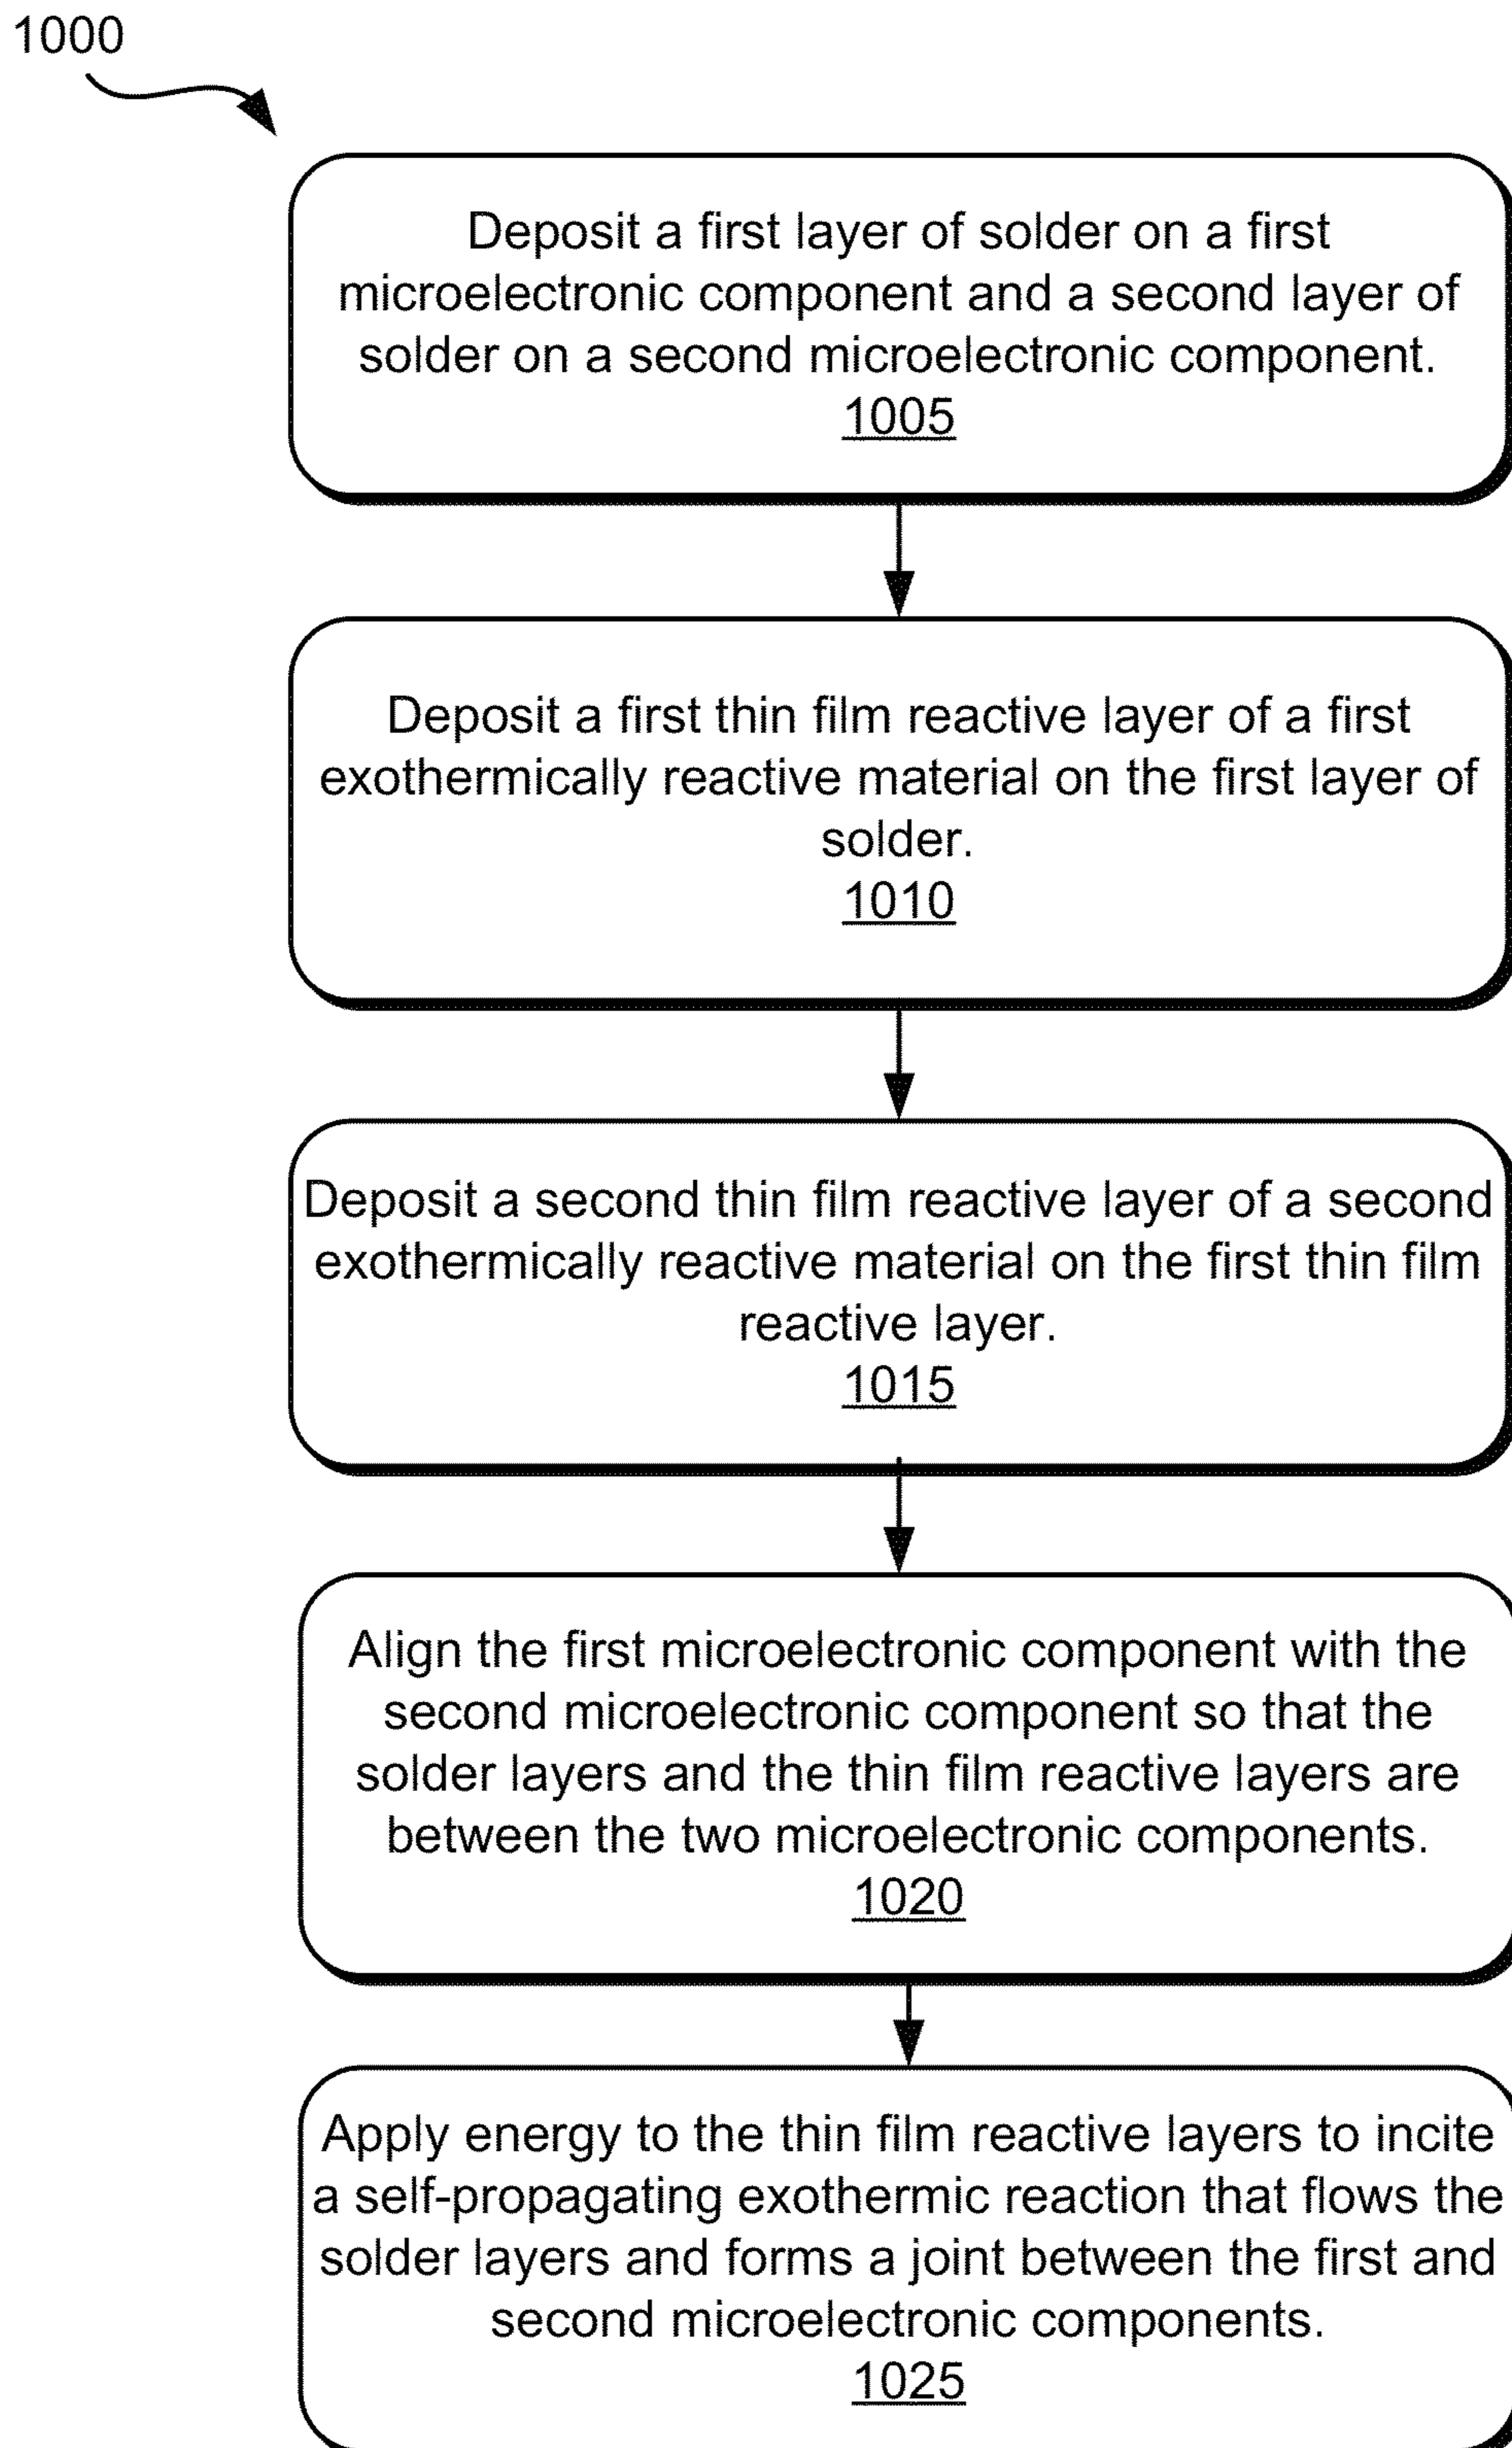 1000
Deposit a first layer of solder on a first
microelectronic component and a second layer of
solder on a second microelectronic component.
1005
Deposit a first thin film reactive layer of a first
exothermically reactive material on the first layer of
solder.
1010
Deposit a second thin film reactive layer of a second
exothermically reactive material on the first thin film
reactive layer.
1015
Align the first microelectronic component with the
second microelectronic component so that the
solder layers and the thin film reactive layers are
between the two microelectronic components.
1020
Apply energy to the thin film reactive layers to incite
a self-propagating exothermic reaction that flows the
solder layers and forms a joint between the first and
second microelectronic components.
1025